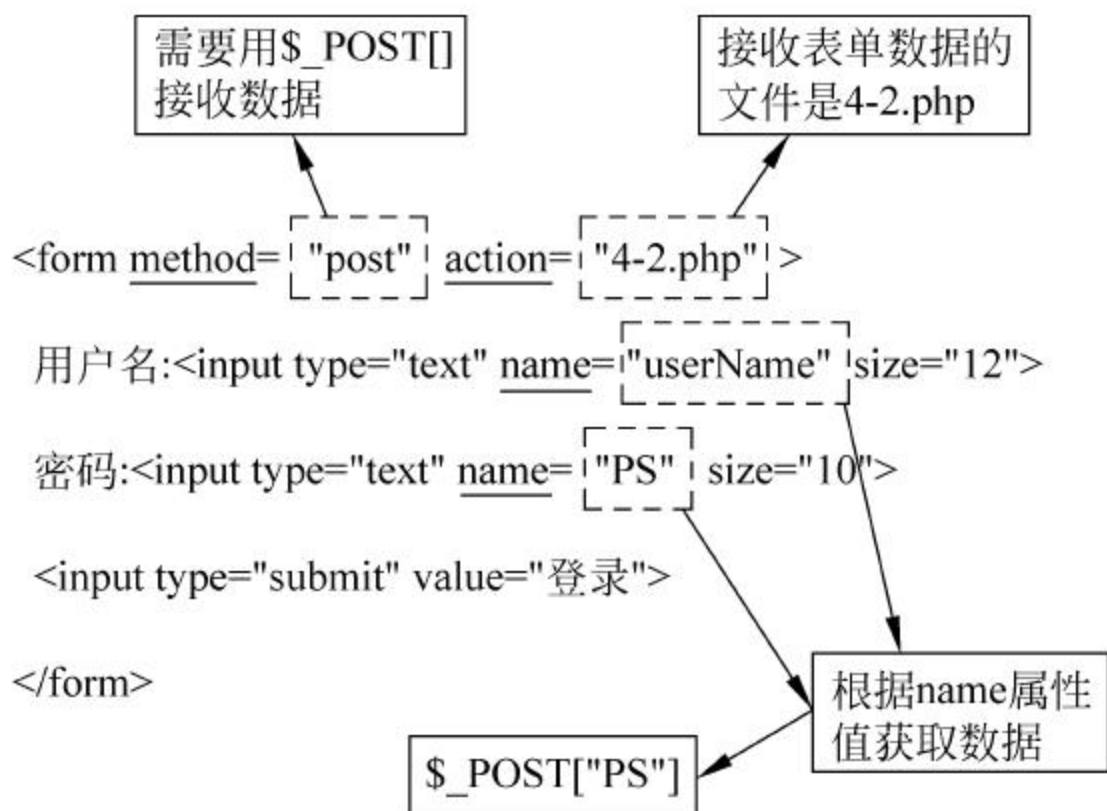 需要用$_POST[]
接收数据
接收表单数据的
文件是4-2.php
<form method= "post" action= "4-2.php" >
用户名:<input type="text" name= "userName" size="12">
密码:<input type="text" name= "PS" size="10">
<input type="submit" value="登录">
</form>
根据name属性
值获取数据
$_POST["PS"]